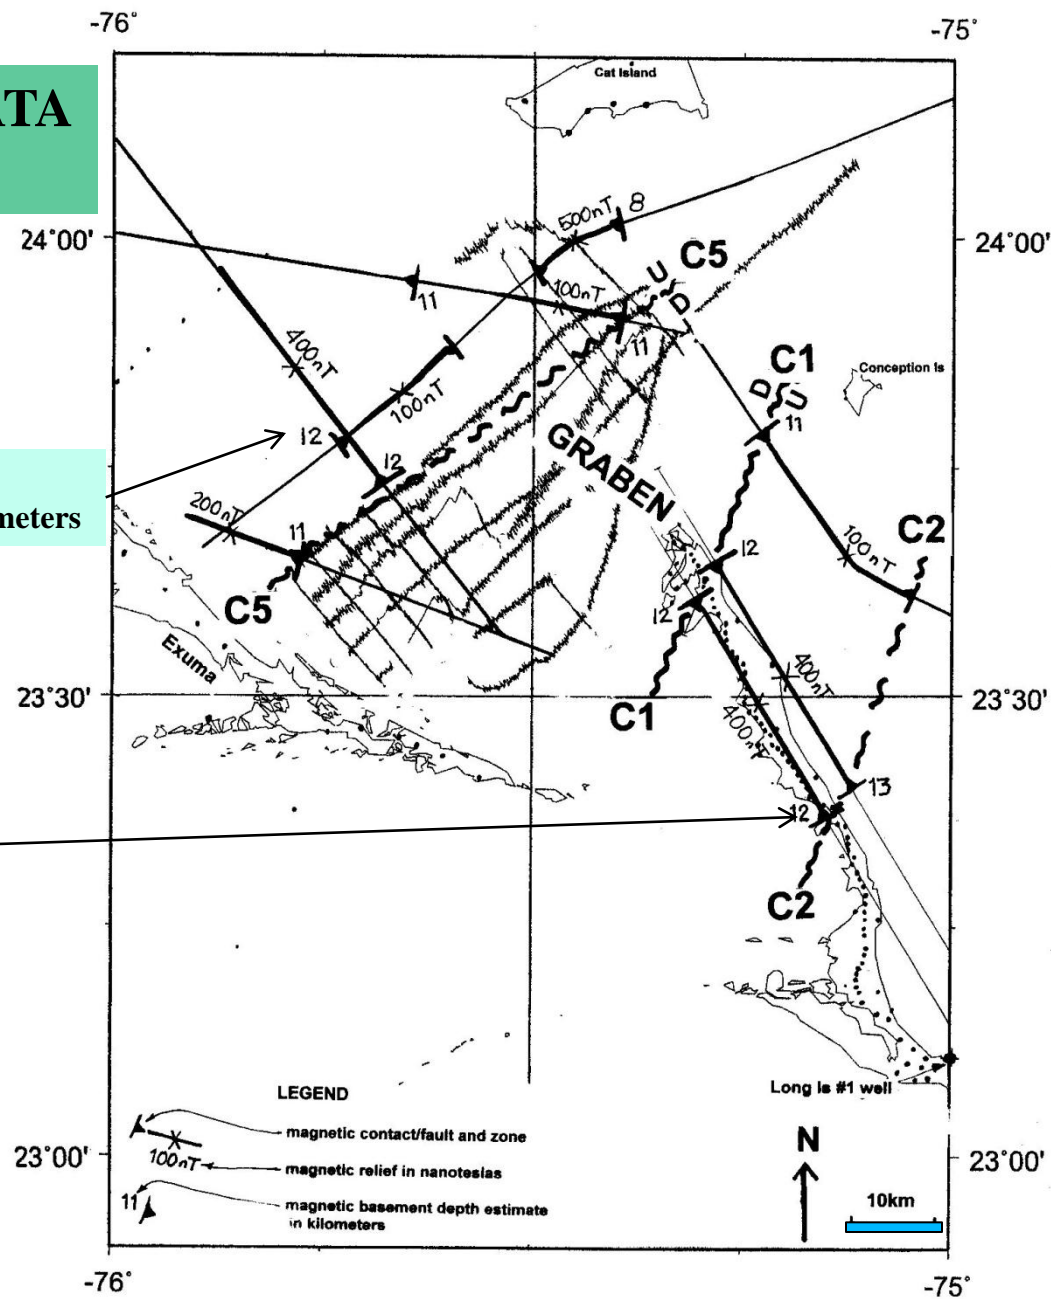 -76°
-75°
ATA
Cat Island
24°00'
24°00'
500nT
8
U
C5
D
100nT
11
11
400nT
100nT
C1
D
U
Conception Is
11
12
12
GRABEN
meters
200nT
11
100nT
C2
12
C5
12
Exuma
400nT
23°30'
23°30'
C1
400nT
13
12
C2
Long Is #1 well
LEGEND
magnetic contact/fault and zone
100nT
magnetic relief in nanoteslas
11
magnetic basement depth estimate
in kilometers
N
23°00'
23°00'
10km
-76°
-75°